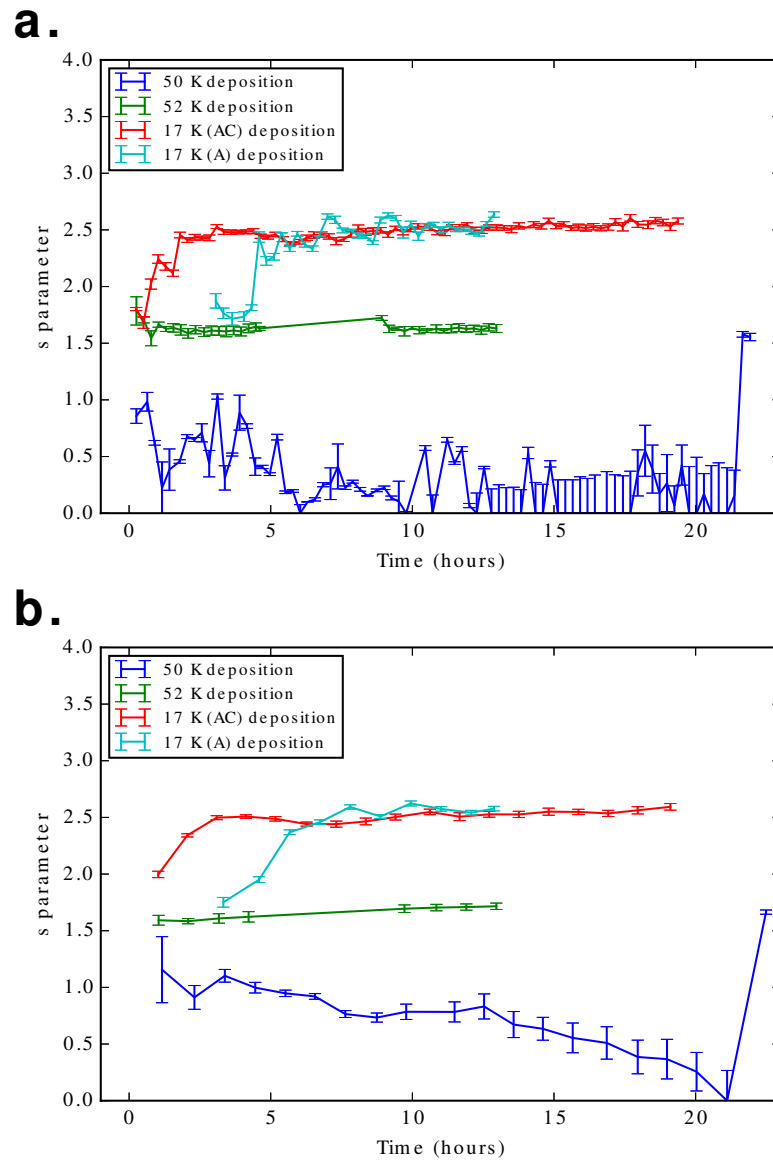 a.
4.0
3.5
3.0
2.5
2.0
1.5
1.0
0.5
0.0
s parameter
50 K deposition
52 K deposition
17 K(AC) deposition
17 K(A) deposition
0 5 10 15 20
Time (hours)
b.
4.0
3.5
3.0
2.5
2.0
1.5
1.0
0.5
0.0
s parameter
50 K deposition
52 K deposition
17 K(AC) deposition
17 K(A) deposition
0 5 10 15 20
Time (hours)